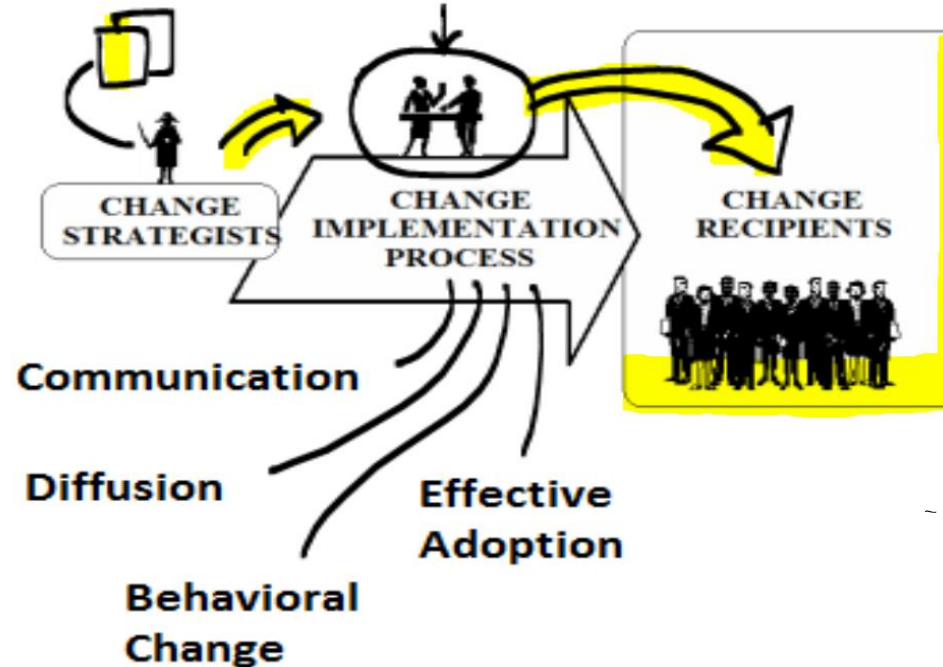 CHANGE
STRATEGISTS
CHANGE
IMPLEMENTATION
PROCESS
CHANGE
RECIPIENTS
Communication
Diffusion
Effective
Adoption
Behavioral
Change